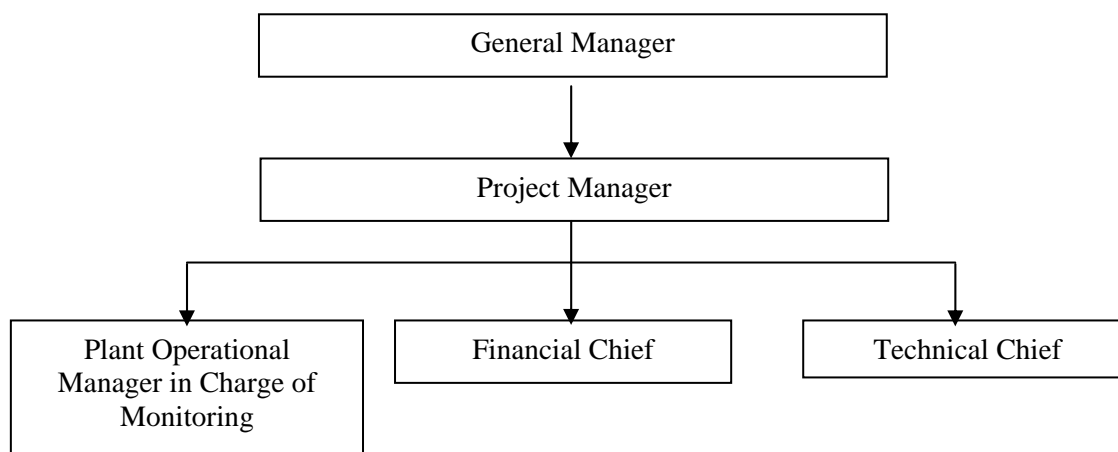 General Manager
Project Manager
Plant Operational
Manager in Charge of
Monitoring
Financial Chief
Technical Chief